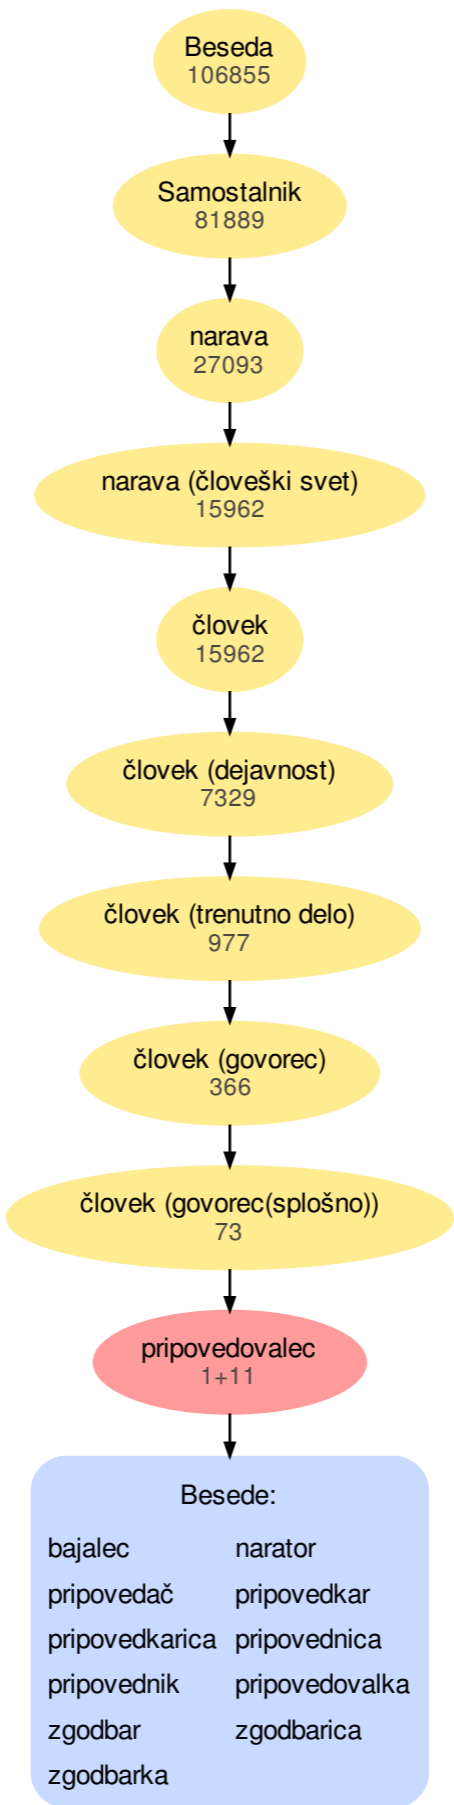 Beseda
106855
Samostalnik
81889
narava
27093
narava (človeški svet)
15962
človek
15962
človek (dejavnost)
7329
človek (trenutno delo)
977
človek (govorec)
366
človek (govorec(splošno))
73
pripovedovalec
1+11
Besede:
bajalec narator
pripovedač pripovedkar
pripovedkarica pripovednica
pripovednik pripovedovalka
zgodbar zgodbarica
zgodbarka